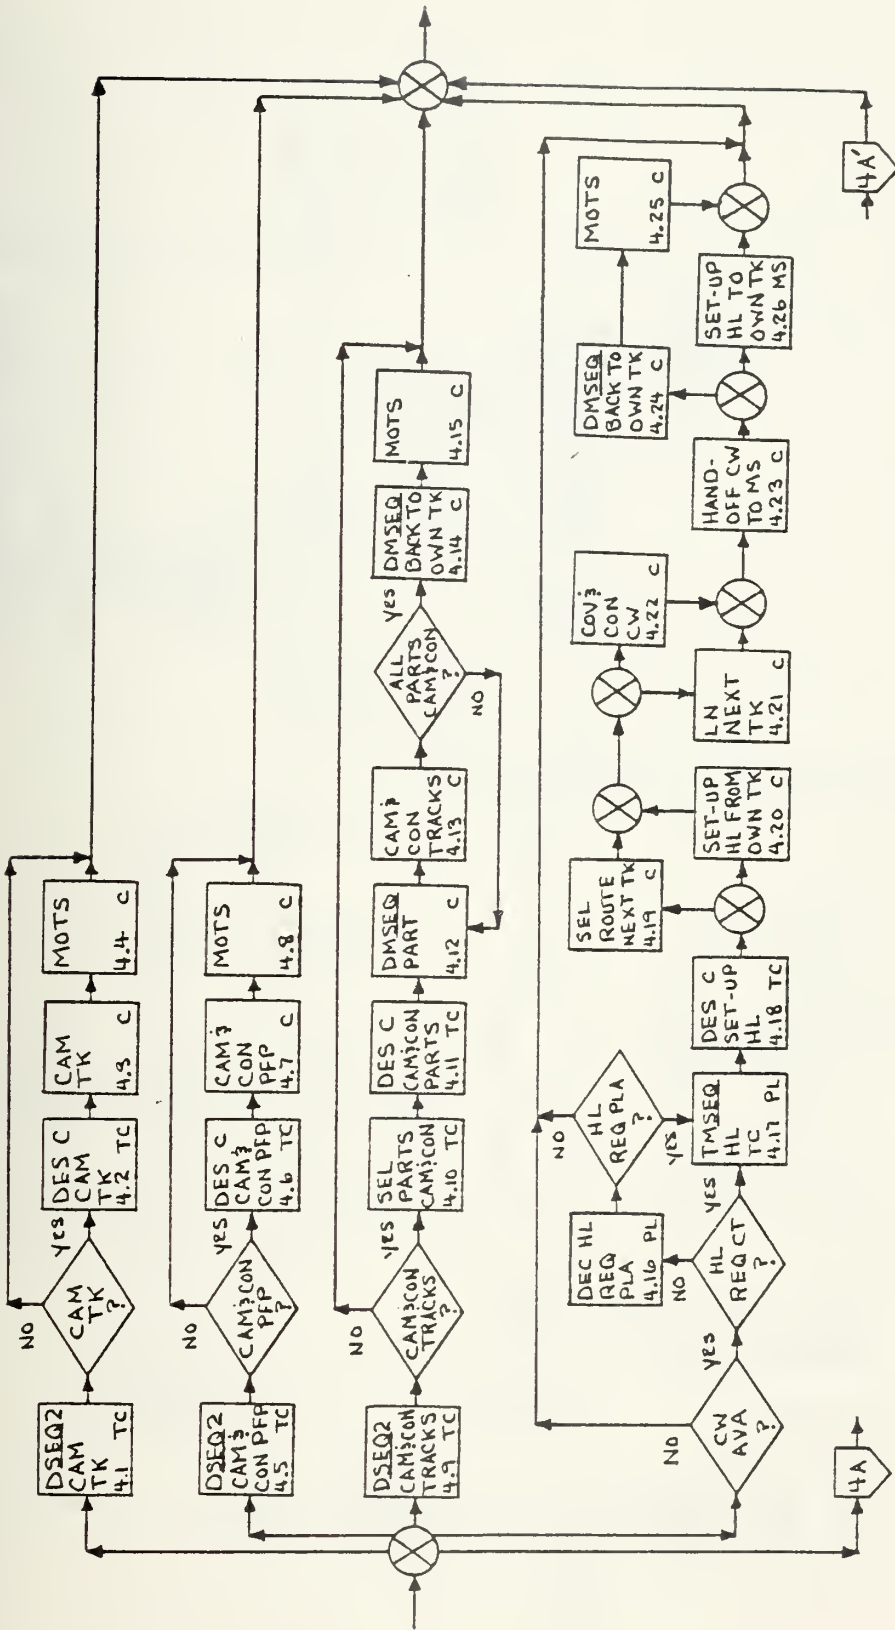 DSEQ2
CAM
TK
4.1 TC
CAM
TK
?
NO
YES
DES C
CAM
TK
4.2 TC
CAM
TK
4.3 C
MOTS
4.4 C
DSEQ2
CAM&
CON PFP
4.5 TC
CAM&CON
PFP
?
NO
YES
DES C
CAM&
CON PFP
4.6 TC
CAM&
CON
PFP
4.7 C
MOTS
4.8 C
DSEQ2
CAM&CON
TRACKS
4.9 TC
CAM&CON
TRACKS
?
NO
YES
SEL
PARTS
CAM&CON
4.10 TC
DES C
CAM&CON
PARTS
4.11 TC
DMSEQ
PART
4.12 C
CAM&
CON
TRACKS
4.13 C
ALL
PARTS
CAM&CON
?
NO
YES
DMSEQ
BACK TO
OWN TK
4.14 C
MOTS
4.15 C
CW
AVA
?
NO
YES
HL
REQ CT
?
NO
YES
DEC HL
REQ
PLA
4.16 PL
HL
REQ PLA
?
NO
YES
TMSEQ
HL
TC
4.17 PL
DES C
SET-UP
HL
4.18 TC
SEL
ROUTE
NEXT TK
4.19 C
SET-UP
HL FROM
OWN TK
4.20 C
LN
NEXT
TK
4.21 C
COV&
CON
CW
4.22 C
HAND-
OFF CW
TO MS
4.23 C
DMSEQ
BACK TO
OWN TK
4.24 C
MOTS
4.25 C
SET-UP
HL TO
OWN TK
4.26 MS
4A
4A'